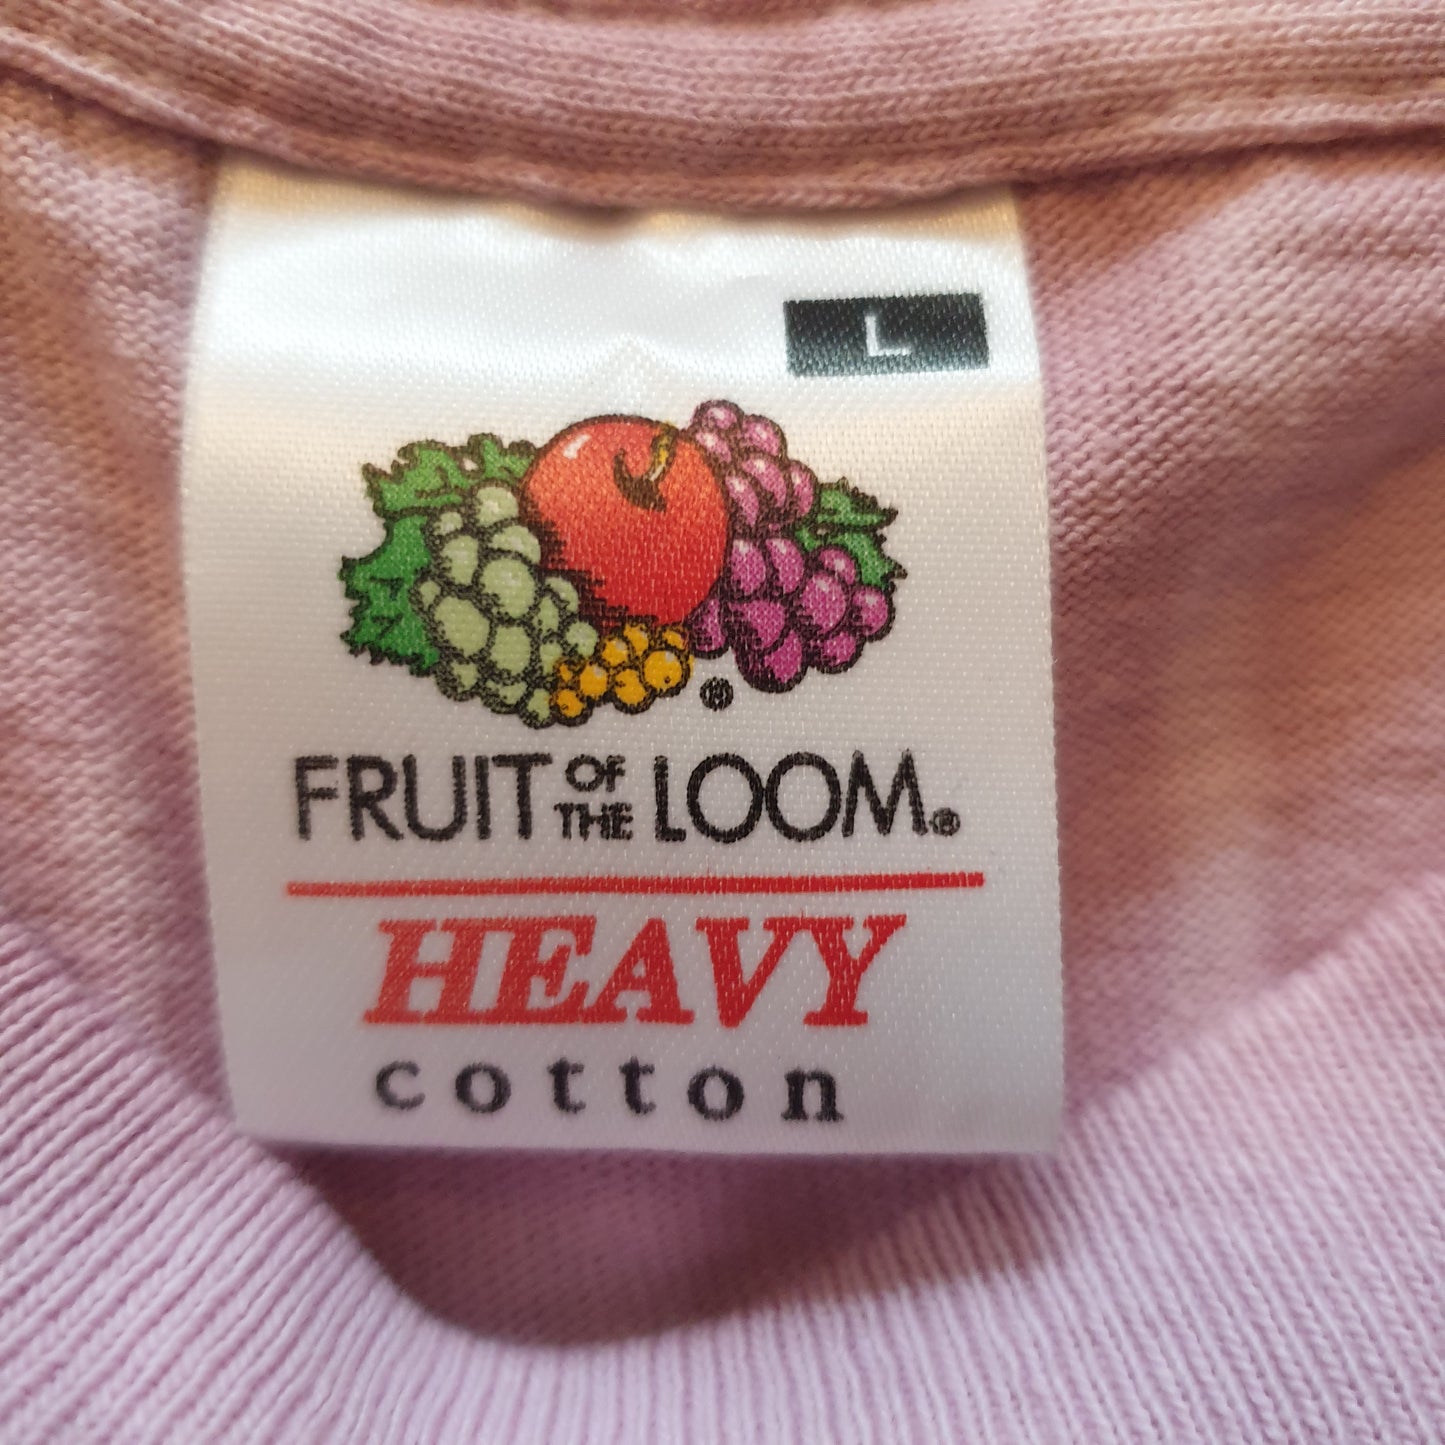 L
®
FRUIT OF THE LOOM®
HEAVY
cotton